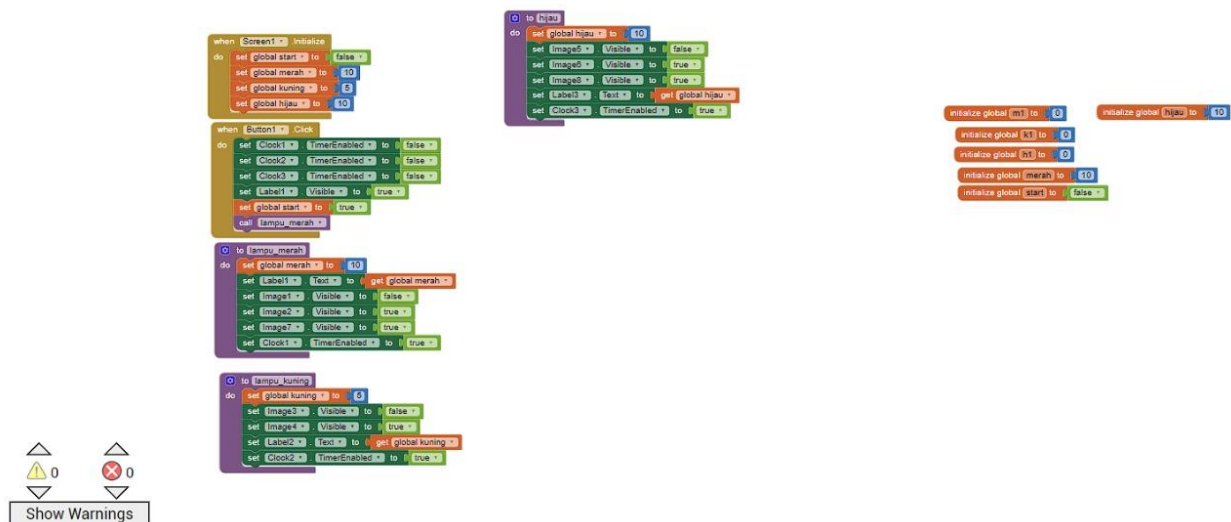 when Screen1 .Initialize
do set global start to false
set global merah to 10
set global kuning to 5
set global hijau to 10
when Button1 .Click
do set Clock1 . TimerEnabled to false
set Clock2 . TimerEnabled to false
set Clock3 . TimerEnabled to false
set Label1 . Visible to true
set global start to true
call lampu_merah
to lampu_merah
do set global merah to 10
set Label1 . Text to get global merah
set Image1 . Visible to false
set Image2 . Visible to true
set Image7 . Visible to true
set Clock1 . TimerEnabled to true
to lampu_kuning
do set global kuning to 5
set Image3 . Visible to false
set Image4 . Visible to true
set Label2 . Text to get global kuning
set Clock2 . TimerEnabled to true
to hijau
do set global hijau to 10
set Image5 . Visible to false
set Image6 . Visible to true
set Image8 . Visible to true
set Label3 . Text to get global hijau
set Clock3 . TimerEnabled to true
initialize global m1 to 0
initialize global hijau to 10
initialize global k1 to 0
initialize global h1 to 0
initialize global merah to 10
initialize global start to false
0 0
Show Warnings